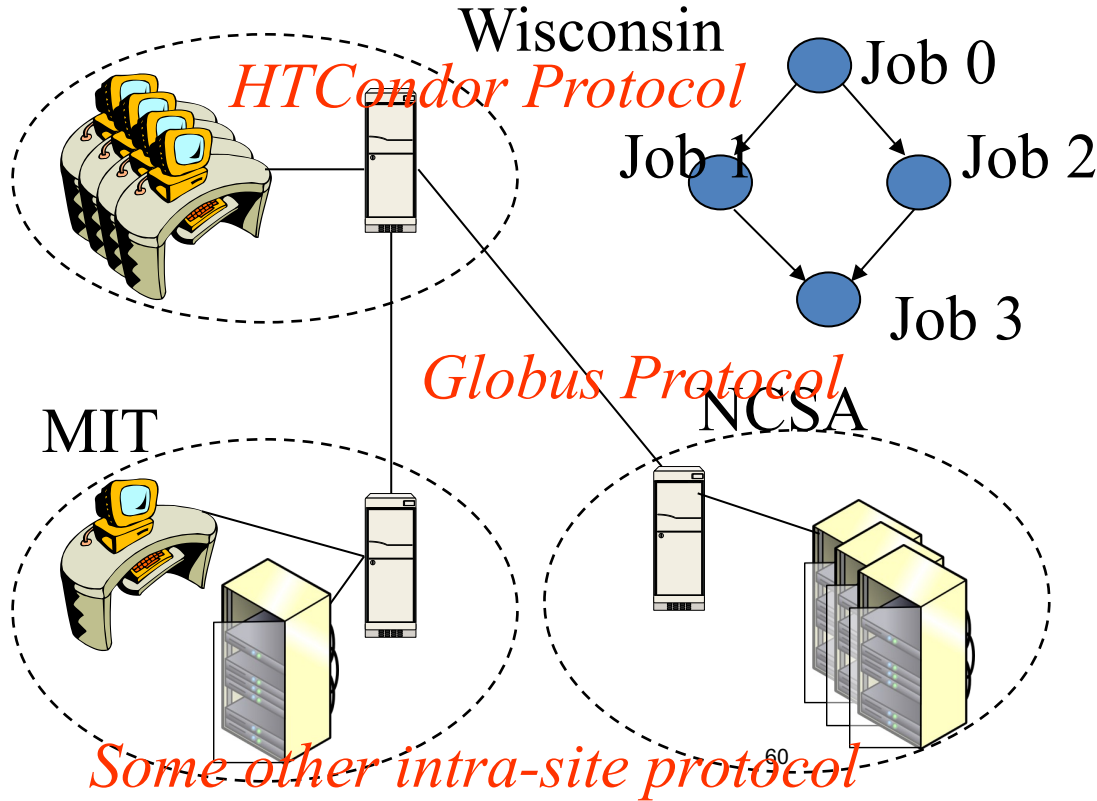 Wisconsin
HTCondor Protocol
Job 0
Job 1
Job 2
Job 3
Globus Protocol
MIT
NCSA
Some other intra-site protocol
60